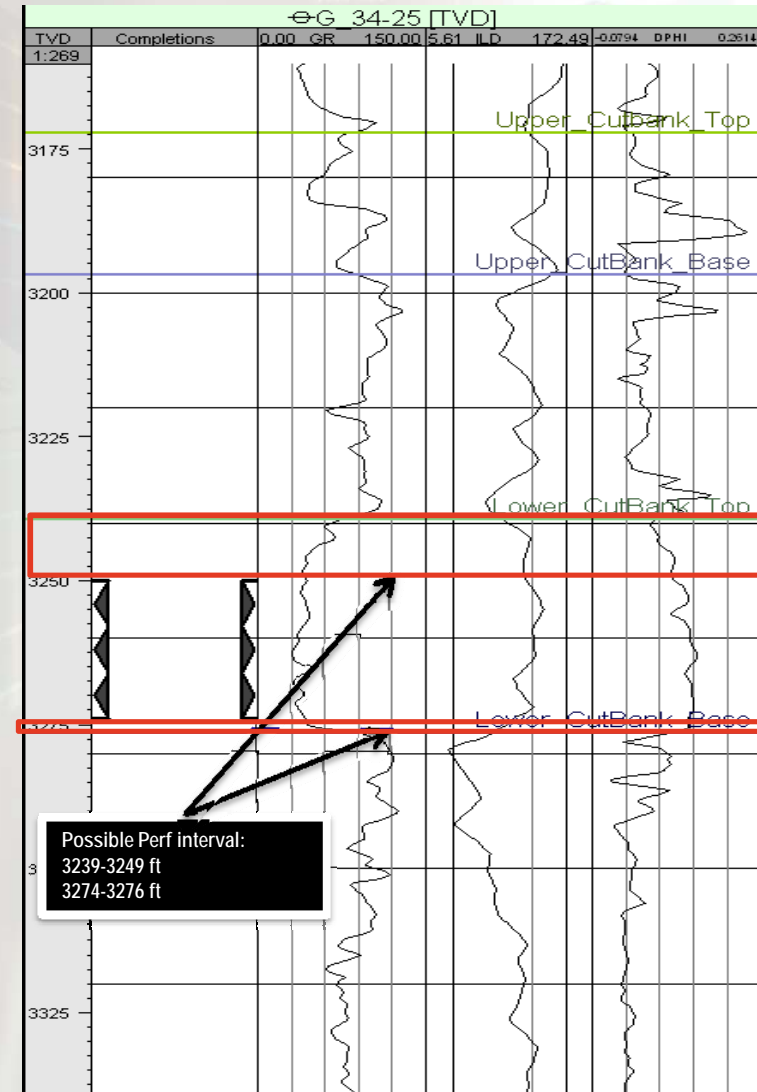 G_34-25 [TVD]
TVD Completions 0.00 GR 150.00 5.61 ILD 172.49 -0.0794 DPHI 0.2614
1:269
Upper_Cutbank_Top
3175
Upper_CutBank_Base
3200
3225
Lower_CutBank_Top
3250
Lower_CutBank_Base
3275
Possible Perf interval:
3239-3249 ft
3274-3276 ft
3325